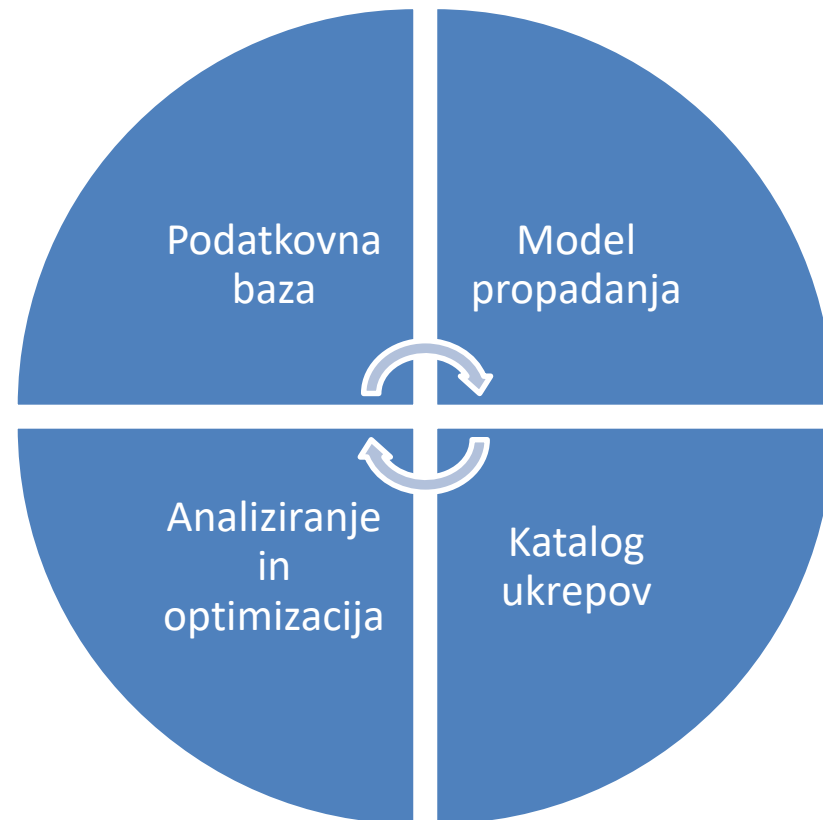 Podatkovna
baza
Model
propadanja
Analiziranje
in
optimizacija
Katalog
ukrepov